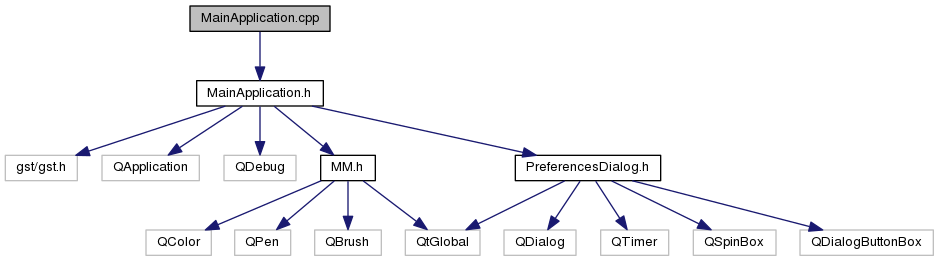 MainApplication.cpp
MainApplication.h
gst/gst.h
QApplication
QDebug
MM.h
PreferencesDialog.h
QColor
QPen
QBrush
QtGlobal
QDialog
QTimer
QSpinBox
QDialogButtonBox